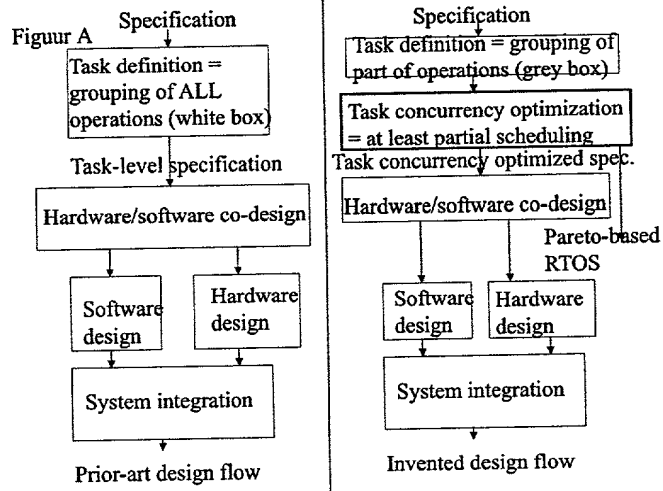 Figuur A
Specification
Task definition =
grouping of ALL
operations (white box)
Task-level specification
Hardware/software co-design
Software
design
Hardware
design
System integration
Prior-art design flow
Specification
Task definition = grouping of
part of operations (grey box)
Task concurrency optimization
= at least partial scheduling
Task concurrency optimized spec.
Hardware/software co-design
Pareto-based
RTOS
Software
design
Hardware
design
System integration
Invented design flow